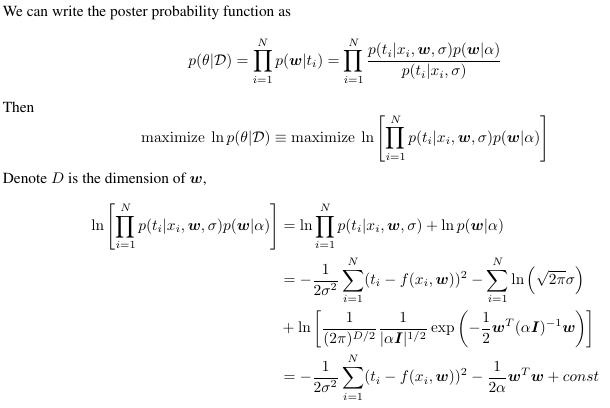 We can write the poster probability function as
$$p(\theta|\mathcal{D}) = \prod_{i=1}^{N} p(\boldsymbol{w}|t_i) = \prod_{i=1}^{N} \frac{p(t_i|x_i, \boldsymbol{w}, \sigma)p(\boldsymbol{w}|\alpha)}{p(t_i|x_i, \sigma)}$$
Then
$$\text{maximize } \ln p(\theta|\mathcal{D}) \equiv \text{maximize } \ln \left[ \prod_{i=1}^{N} p(t_i|x_i, \boldsymbol{w}, \sigma)p(\boldsymbol{w}|\alpha) \right]$$
Denote $D$ is the dimension of $\boldsymbol{w}$,
$$\ln \left[ \prod_{i=1}^{N} p(t_i|x_i, \boldsymbol{w}, \sigma)p(\boldsymbol{w}|\alpha) \right] = \ln \prod_{i=1}^{N} p(t_i|x_i, \boldsymbol{w}, \sigma) + \ln p(\boldsymbol{w}|\alpha)$$
$$= -\frac{1}{2\sigma^2} \sum_{i=1}^{N} (t_i - f(x_i, \boldsymbol{w}))^2 - \sum_{i=1}^{N} \ln \left( \sqrt{2\pi}\sigma \right)$$
$$+ \ln \left[ \frac{1}{(2\pi)^{D/2}} \frac{1}{|\alpha \boldsymbol{I}|^{1/2}} \exp \left( -\frac{1}{2} \boldsymbol{w}^T (\alpha \boldsymbol{I})^{-1} \boldsymbol{w} \right) \right]$$
$$= -\frac{1}{2\sigma^2} \sum_{i=1}^{N} (t_i - f(x_i, \boldsymbol{w}))^2 - \frac{1}{2\alpha} \boldsymbol{w}^T \boldsymbol{w} + const$$